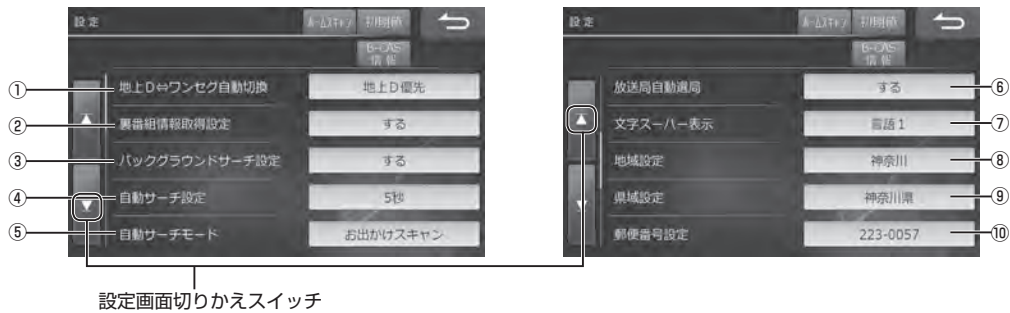 設定
ホームスキャン 初期値
B-CAS
情報
① 地上D⇔ワンセグ自動切換 地上D優先
② 裏番組情報取得設定 する
③ バックグラウンドサーチ設定 する
④ 自動サーチ設定 5秒
⑤ 自動サーチモード お出かけスキャン
設定
ホームスキャン 初期値
B-CAS
情報
放送局自動選局 する ⑥
文字スーパー表示 言語1 ⑦
地域設定 神奈川 ⑧
県域設定 神奈川県 ⑨
郵便番号設定 223-0057 ⑩
設定画面切りかえスイッチ